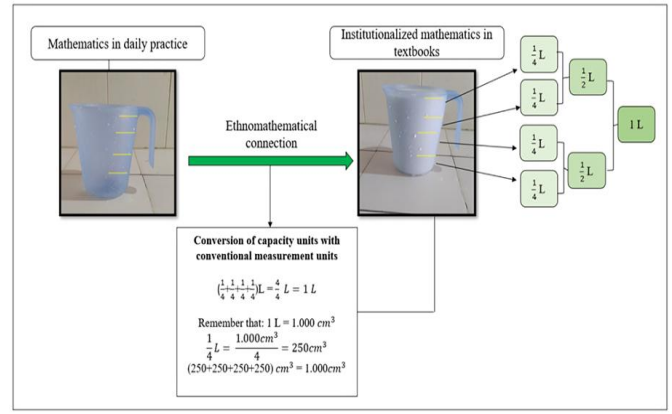 Mathematics in daily practice
Institutionalized mathematics in
textbooks
Ethnomathematical
connection
1/4 L
1/4 L
1/4 L
1/4 L
1/2 L
1/2 L
1 L
Conversion of capacity units with
conventional measurement units
(1/4+1/4+1/4+1/4)L = 4/4 L = 1 L
Remember that: 1 L = 1.000 cm³
1/4 L = 1.000cm³/4 = 250cm³
(250+250+250+250) cm³ = 1.000cm³